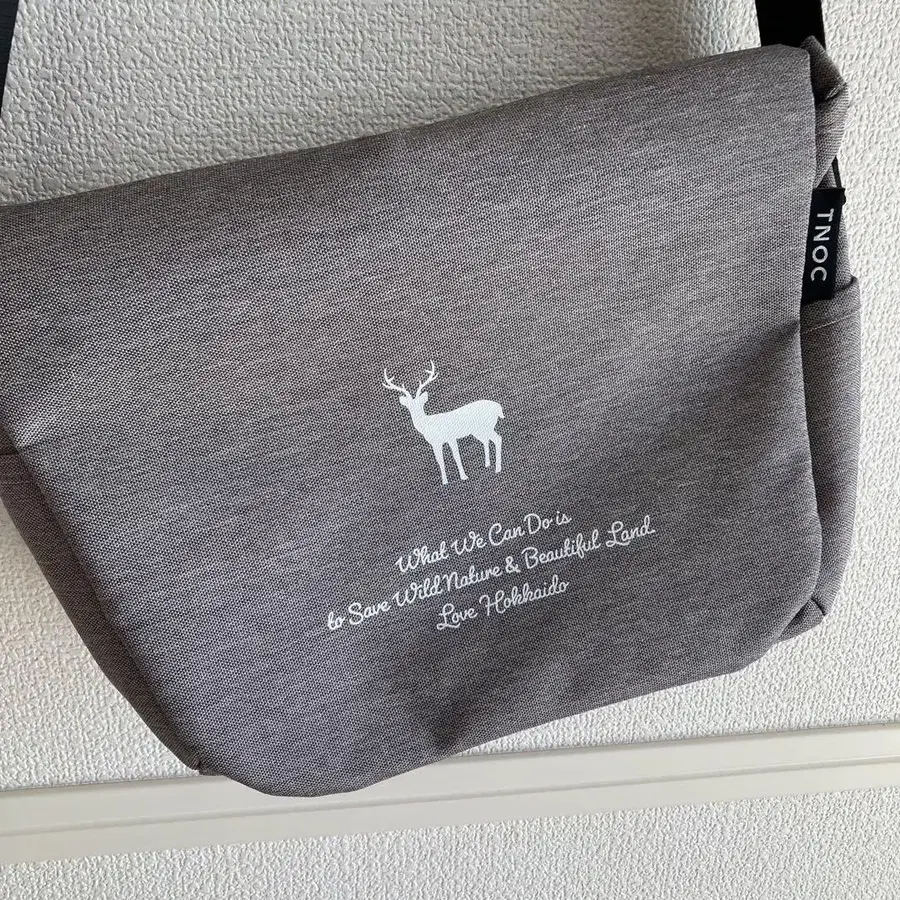 TNOC
What We Can Do is
to Save Wild Nature & Beautiful Land.
Love Hokkaido